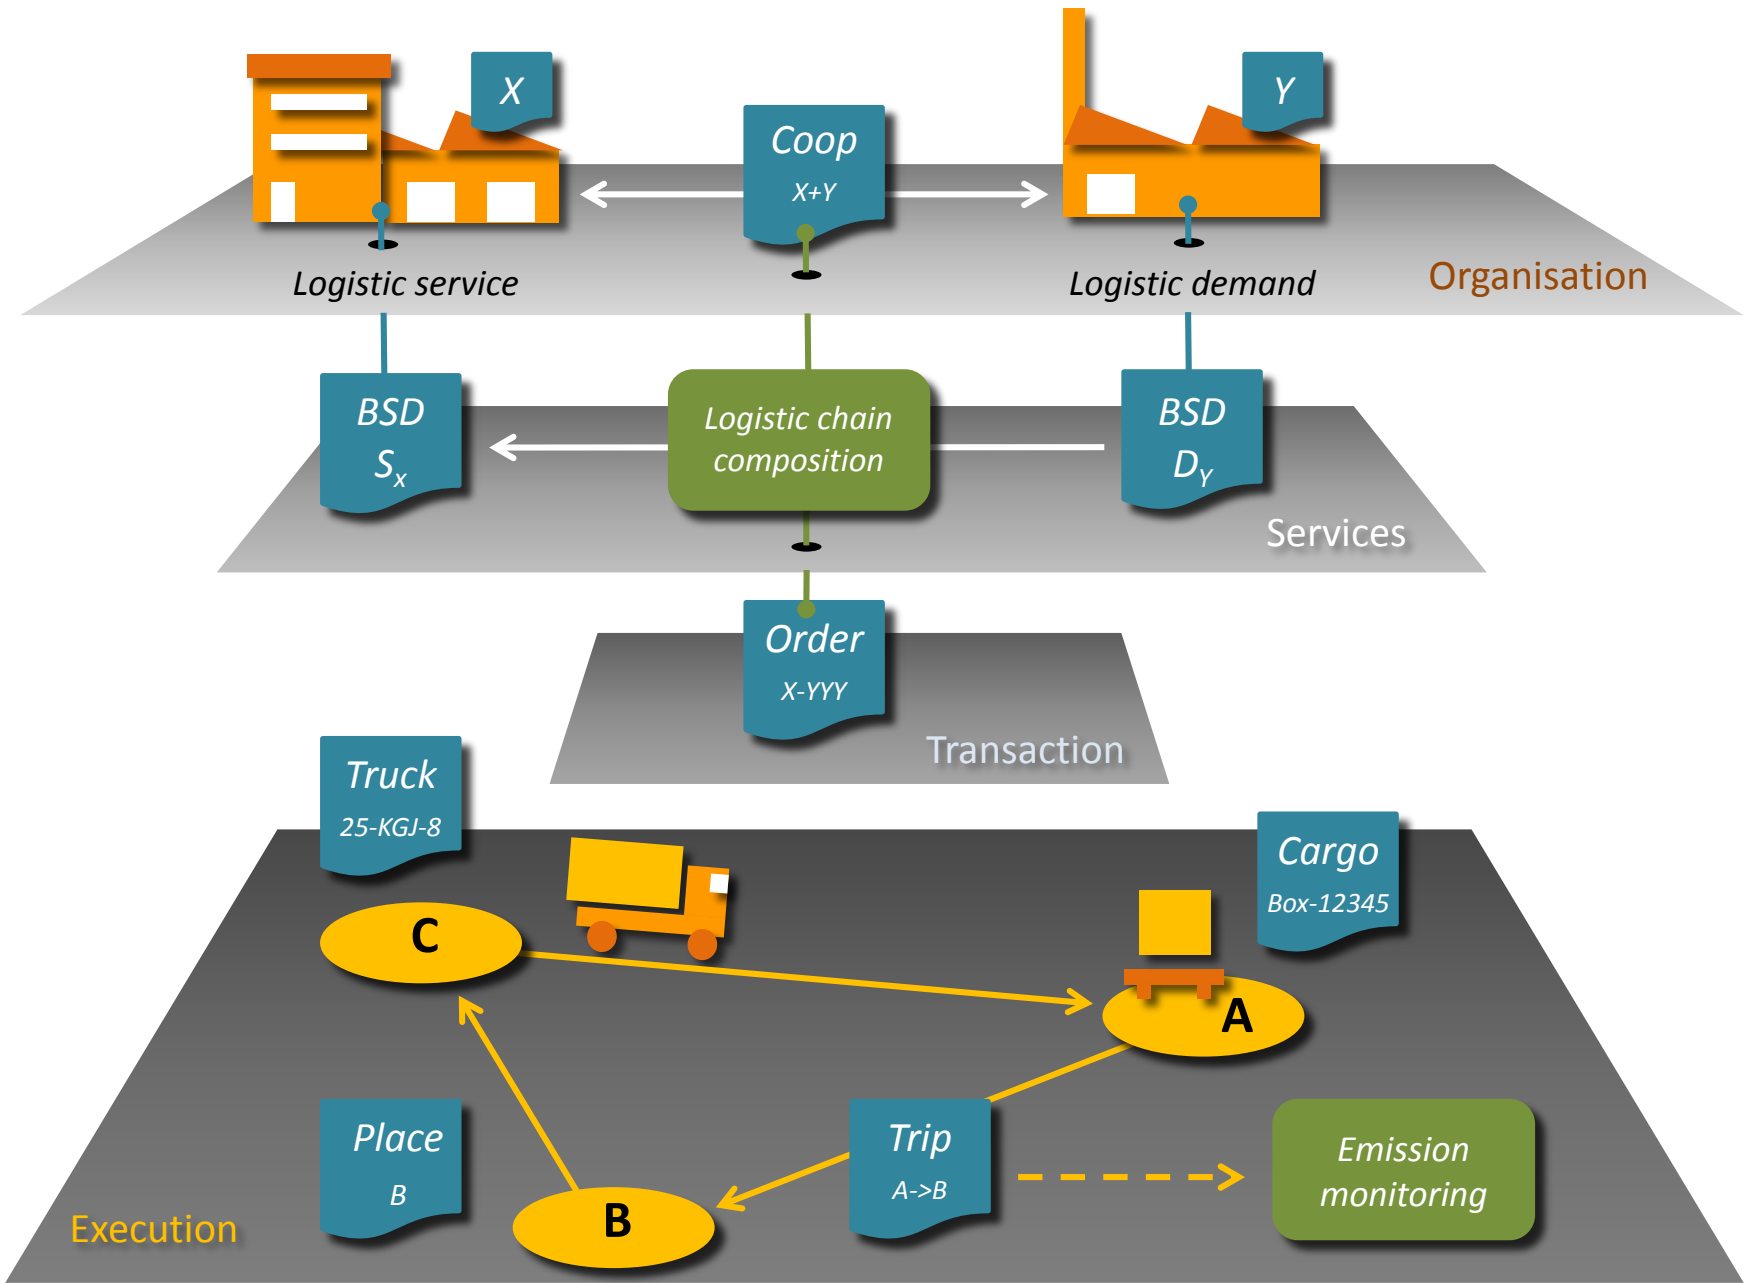 X
Y
Coop
X+Y
Logistic service
Logistic demand
Organisation
BSD
Sx
Logistic chain
composition
BSD
DY
Services
Order
X-YYY
Transaction
Truck
25-KGJ-8
Cargo
Box-12345
C
A
Place
B
Trip
A->B
Emission
monitoring
B
Execution